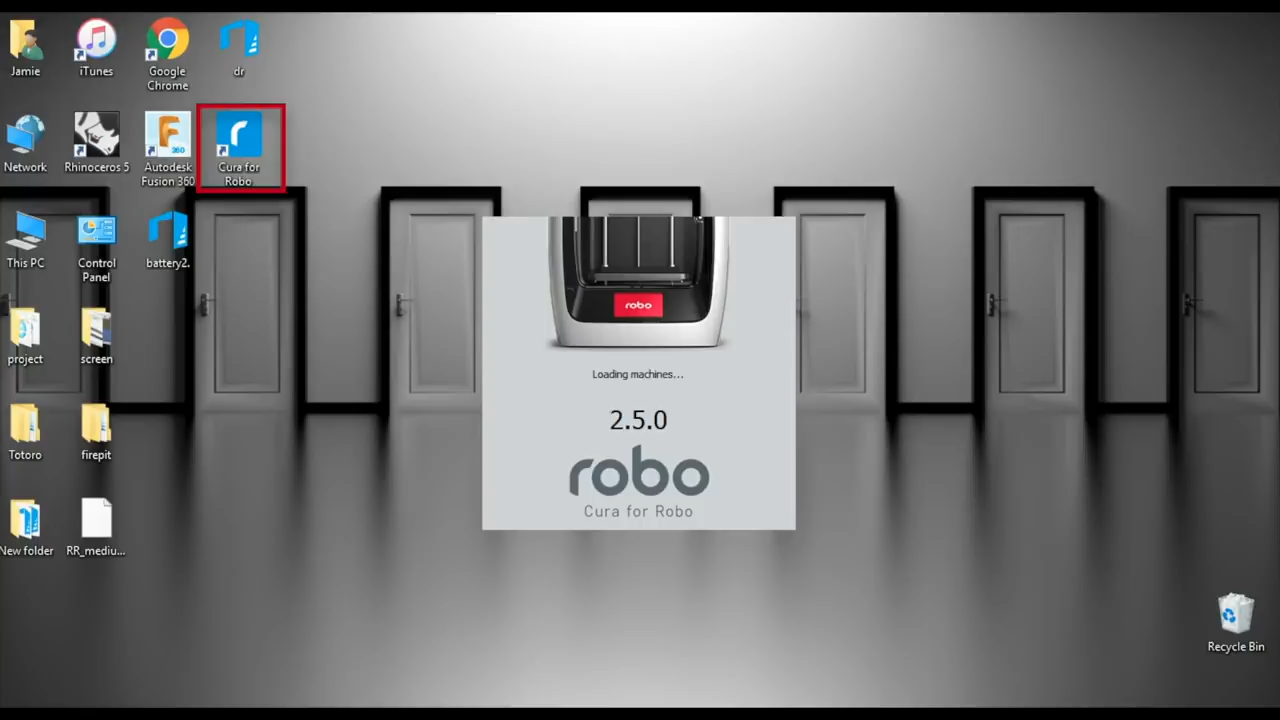 Jamie
iTunes
Google
Chrome
dr
Network
Rhinoceros 5
Autodesk
Fusion 360
360
Cura for
Robo
This PC
Control
Panel
battery2.
project
screen
Totoro
firepit
New folder
RR_mediu...
robo
Loading machines...
2.5.0
robo
Cura for Robo
Recycle Bin